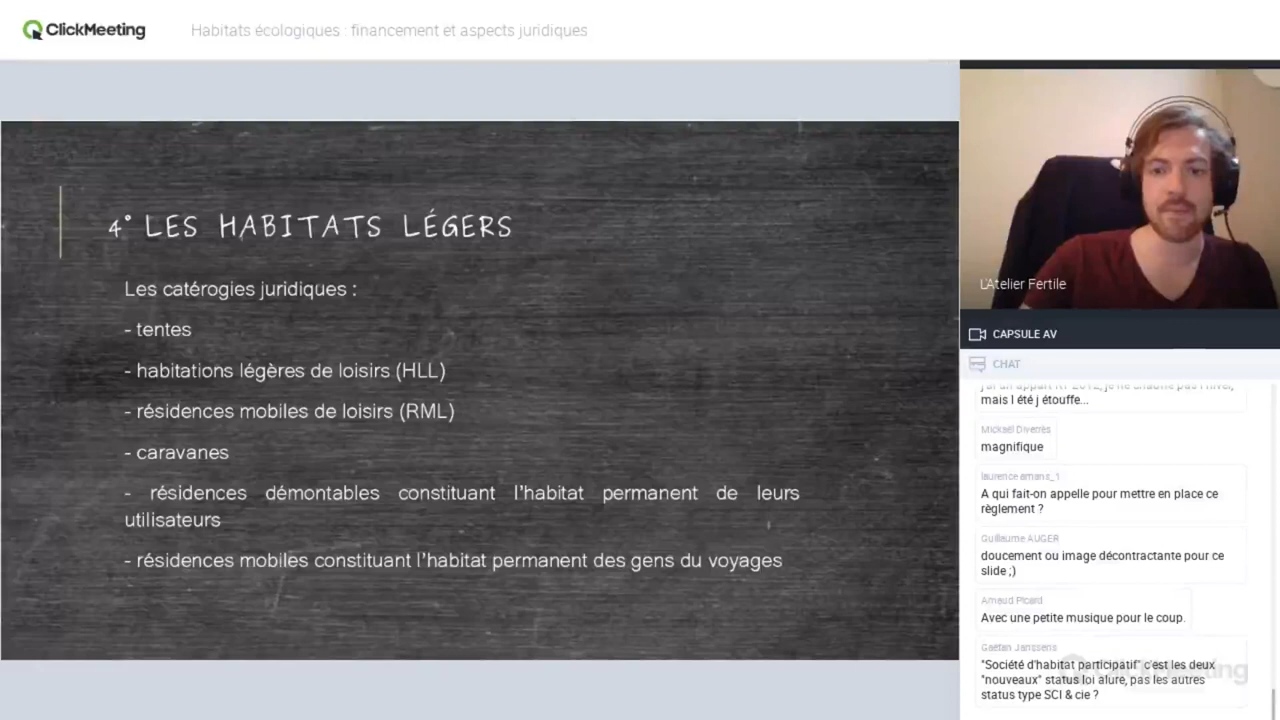 ClickMeeting
Habitats écologiques : financement et aspects juridiques
4° LES HABITATS LÉGERS
Les catérogies juridiques :
- tentes
- habitations légères de loisirs (HLL)
- résidences mobiles de loisirs (RML)
- caravanes
- résidences démontables constituant l'habitat permanent de leurs
utilisateurs
- résidences mobiles constituant l'habitat permanent des gens du voyages
L'Atelier Fertile
CAPSULE AV
CHAT
mais l été j étouffe...
Mickaël Diverrès
magnifique
laurence amans_1
A qui fait-on appelle pour mettre en place ce
règlement ?
Guillaume AUGER
doucement ou image décontractante pour ce
slide ;)
Arnaud Picard
Avec une petite musique pour le coup.
Gaëtan Janssens
"Société d'habitat participatif" c'est les deux
"nouveaux" status loi alure, pas les autres
status type SCI & cie ?